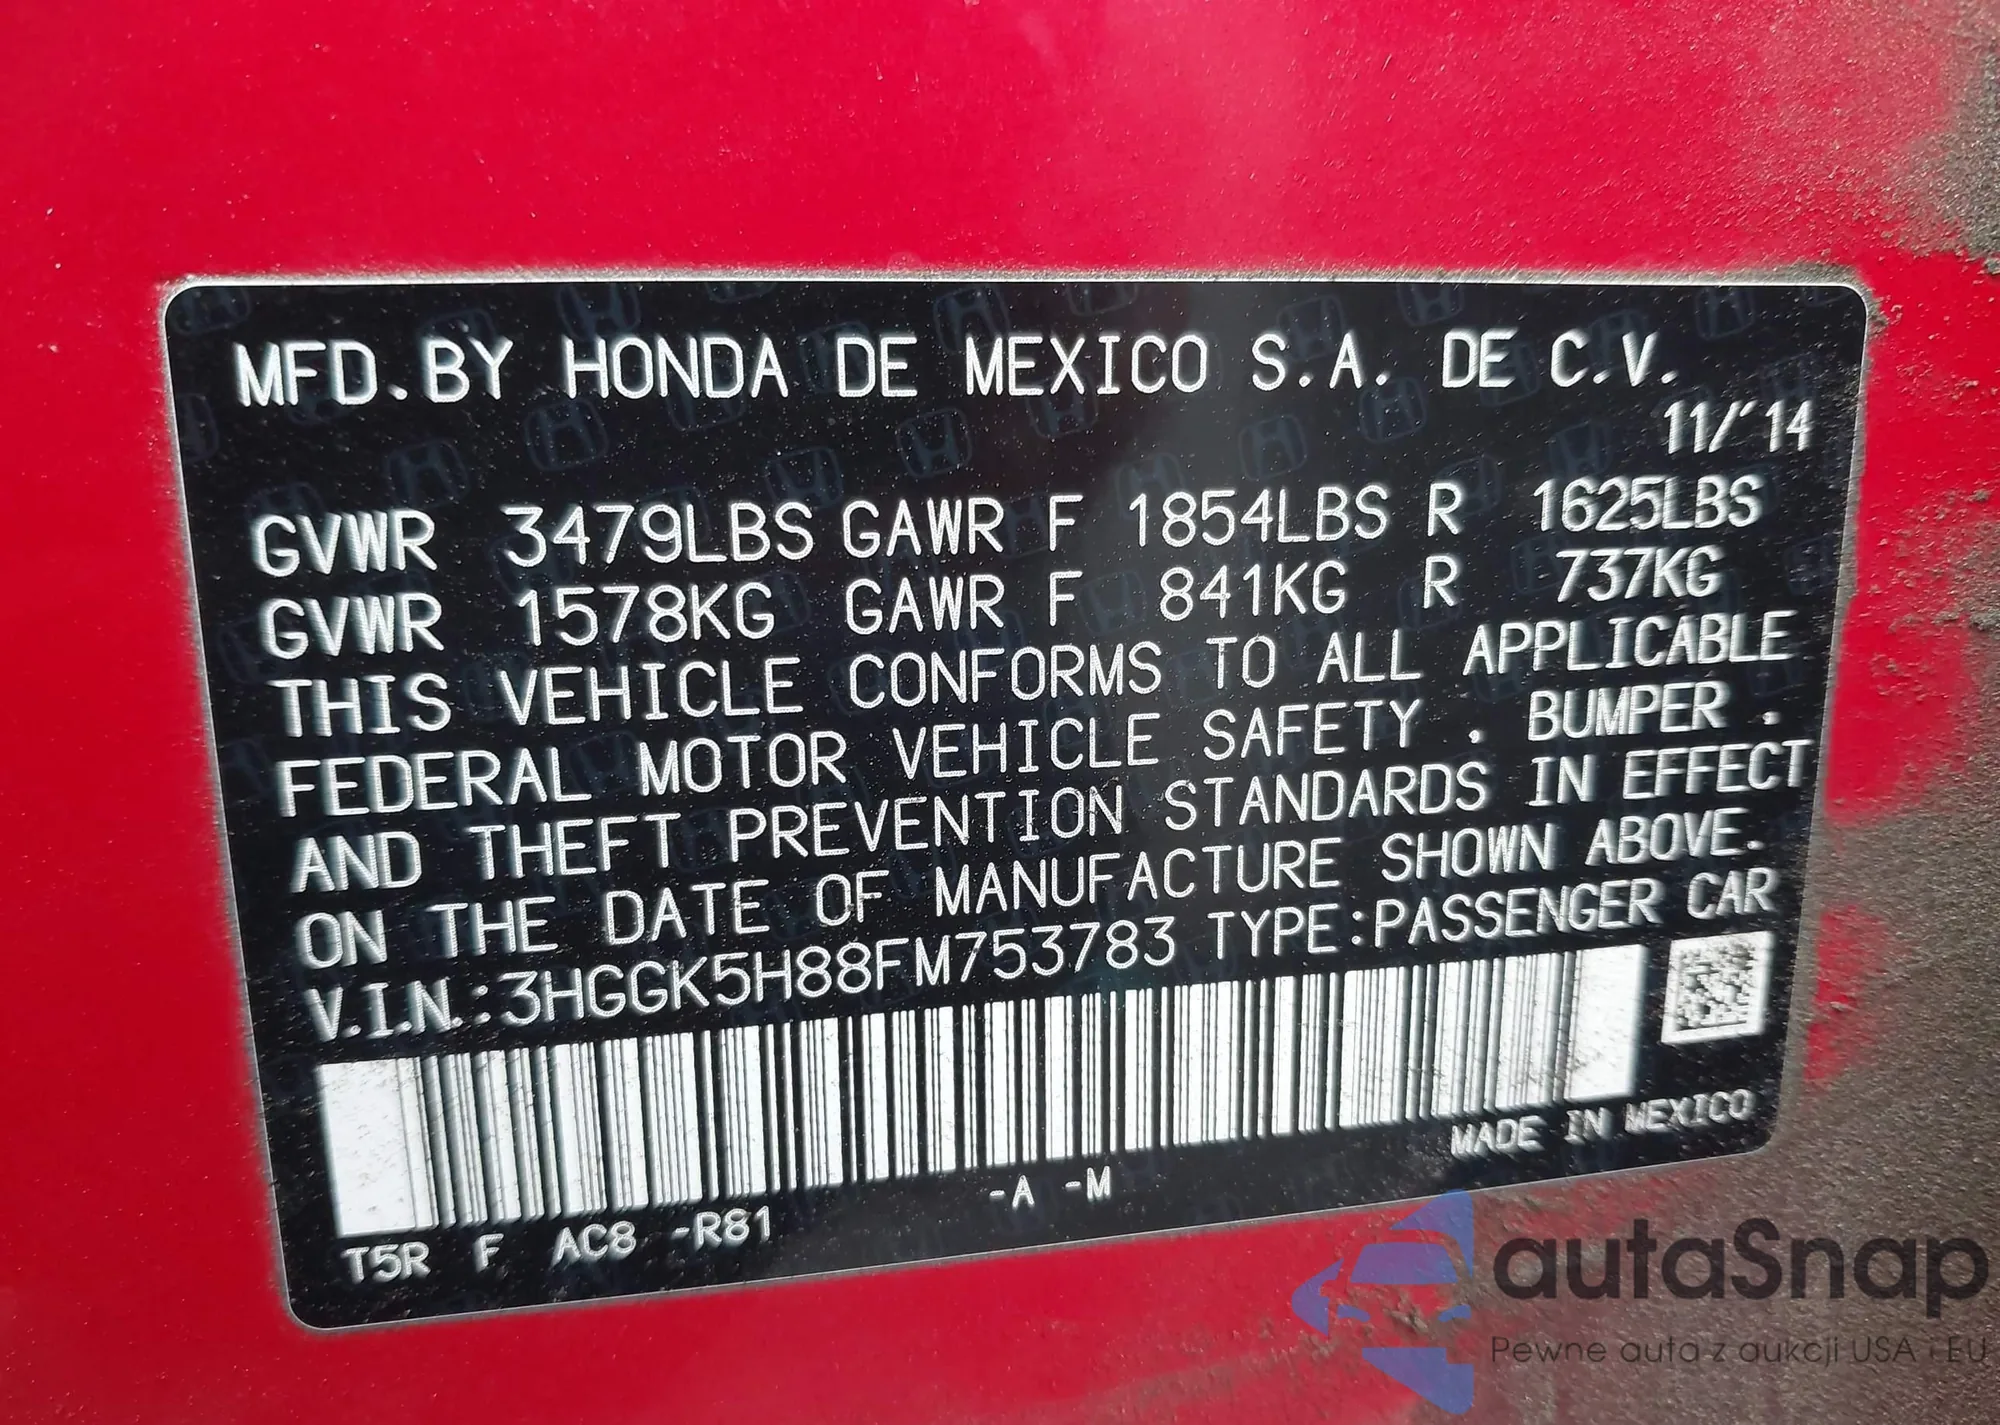 MFD.BY HONDA DE MEXICO S.A. DE C.V.
11/'14
GVWR 3479LBS GAWR F 1854LBS R 1625LBS
GVWR 1578KG GAWR F 841KG R 737KG
THIS VEHICLE CONFORMS TO ALL APPLICABLE
FEDERAL MOTOR VEHICLE SAFETY . BUMPER .
AND THEFT PREVENTION STANDARDS IN EFFECT
ON THE DATE OF MANUFACTURE SHOWN ABOVE.
V.I.N.:3HGGK5H88FM753783 TYPE:PASSENGER CAR
MADE IN MEXICO
-A -M
T5R F AC8 -R81
autaSnap
Pewne auta z aukcji USA i EU